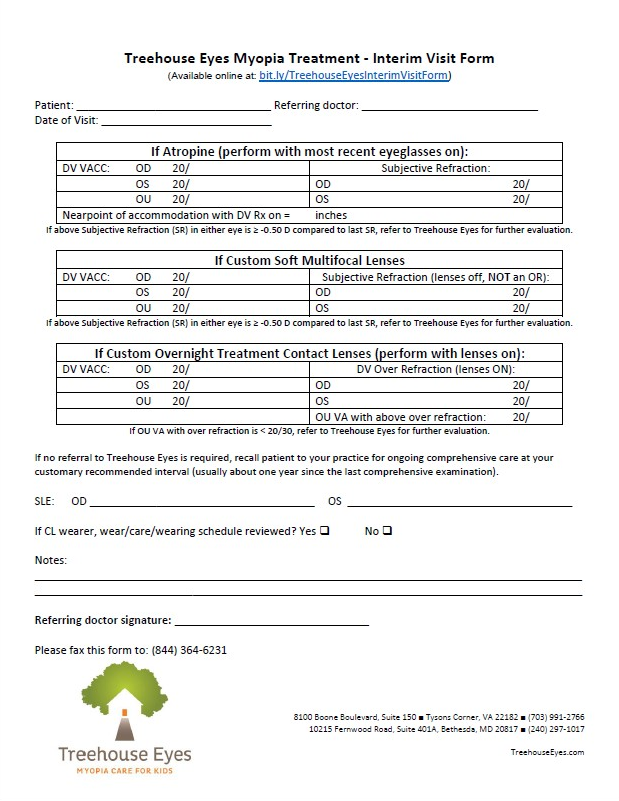 Treehouse Eyes Myopia Treatment - Interim Visit Form
(Available online at: bit.ly/TreehouseEyesInterimVisitForm)
Patient: ______________________________ Referring doctor: ______________________________
Date of Visit: ______________________________
If Atropine (perform with most recent eyeglasses on):
DV VACC: OD 20/ Subjective Refraction:
OS 20/ OD 20/
OU 20/ OS 20/
Nearpoint of accommodation with DV Rx on = inches
If above Subjective Refraction (SR) in either eye is ≥ -0.50 D compared to last SR, refer to Treehouse Eyes for further evaluation.
If Custom Soft Multifocal Lenses
DV VACC: OD 20/ Subjective Refraction (lenses off, NOT an OR):
OS 20/ OD 20/
OU 20/ OS 20/
If above Subjective Refraction (SR) in either eye is ≥ -0.50 D compared to last SR, refer to Treehouse Eyes for further evaluation.
If Custom Overnight Treatment Contact Lenses (perform with lenses on):
DV VACC: OD 20/ DV Over Refraction (lenses ON):
OS 20/ OD 20/
OU 20/ OS 20/
OU VA with above over refraction: 20/
If OU VA with over refraction is < 20/30, refer to Treehouse Eyes for further evaluation.
If no referral to Treehouse Eyes is required, recall patient to your practice for ongoing comprehensive care at your
customary recommended interval (usually about one year since the last comprehensive examination).
SLE: OD ______________________________ OS ______________________________
If CL wearer, wear/care/wearing schedule reviewed? Yes ❑ No ❑
Notes:
Referring doctor signature: ______________________________
Please fax this form to: (844) 364-6231
8100 Boone Boulevard, Suite 150 ■ Tysons Corner, VA 22182 ■ (703) 991-2766
10215 Fernwood Road, Suite 401A, Bethesda, MD 20817 ■ (240) 297-1017
Treehouse Eyes
MYOPIA CARE FOR KIDS
TreehouseEyes.com